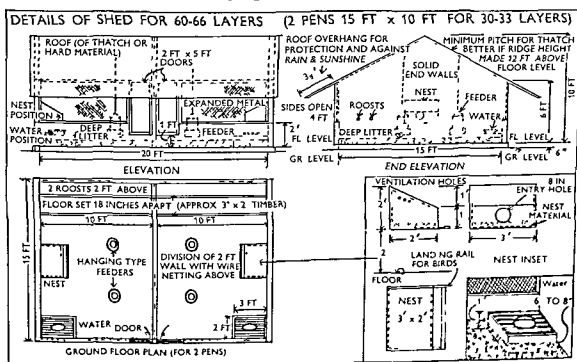 DETAILS OF SHED FOR 60-66 LAYERS (2 PENS 15 FT x 10 FT FOR 30-33 LAYERS)
ROOF (OF THATCH OR
HARD MATERIAL)
2 FT x 5 FT
DOORS
NEST
POSITION
WATER
POSITION
DEEP
LITTER
EXPANDED METAL
1 FT
FEEDER
2'
FL LEVEL
GR LEVEL
20 FT
ELEVATION
ROOF OVERHANG FOR
PROTECTION AND AGAINST
RAIN & SUNSHINE
MINIMUM PITCH FOR THATCH
BETTER IF RIDGE HEIGHT
MADE 12 FT ABOVE
FLOOR LEVEL
SOLID
END WALLS
SIDES OPEN
4 FT
ROOSTS
NEST
FEEDER
WATER
DEEP LITTER
6 FT
10 FT
FL LEVEL
GR LEVEL
15 FT
6"
END ELEVATION
2 ROOSTS 2 FT ABOVE
FLOOR SET 18 INCHES APART (APPROX 3" x 2 TIMBER)
10 FT
10 FT
15 FT
HANGING TYPE
FEEDERS
NEST
DIVISION OF 2 FT
WALL WITH WIRE
NETTING ABOVE
3 FT
2 FT
WATER
DOOR
GROUND FLOOR PLAN (FOR 2 PENS)
VENTILATION HOLES
8 IN
ENTRY HOLE
NEST
MATERIAL
2'
1'
1'
2'
3'
2
FLOOR
LANDING RAIL
FOR BIRDS
NEST INSET
NEST
3' x 2'
Water
1'
6 TO 8"